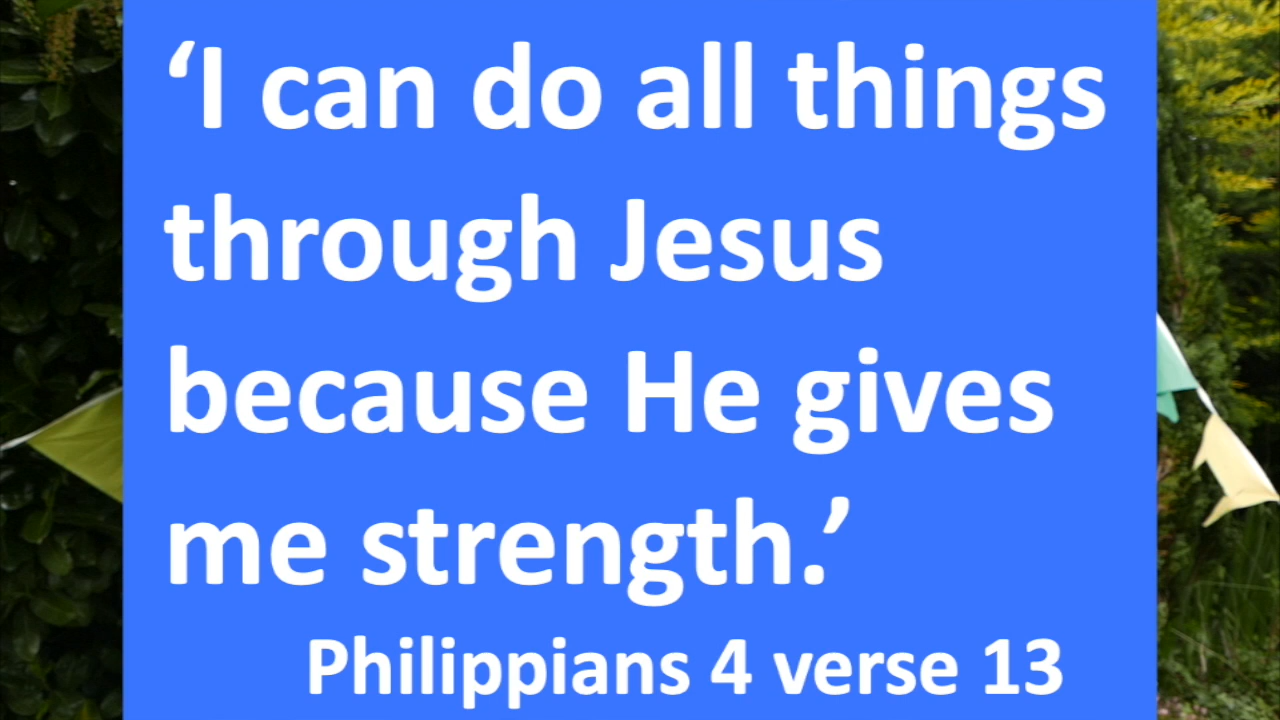 ‘I can do all things
through Jesus
because He gives
me strength.’
Philippians 4 verse 13